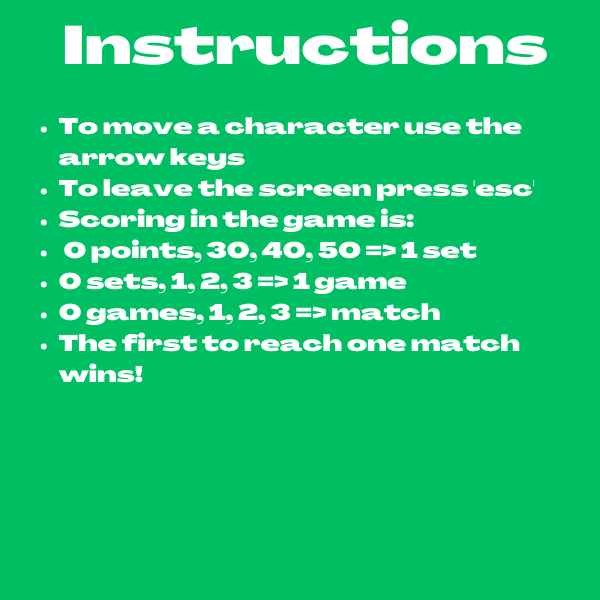 Instructions
• To move a character use the
arrow keys
• To leave the screen press 'esc'
• Scoring in the game is:
• 0 points, 30, 40, 50 => 1 set
• 0 sets, 1, 2, 3 => 1 game
• 0 games, 1, 2, 3 => match
• The first to reach one match
wins!